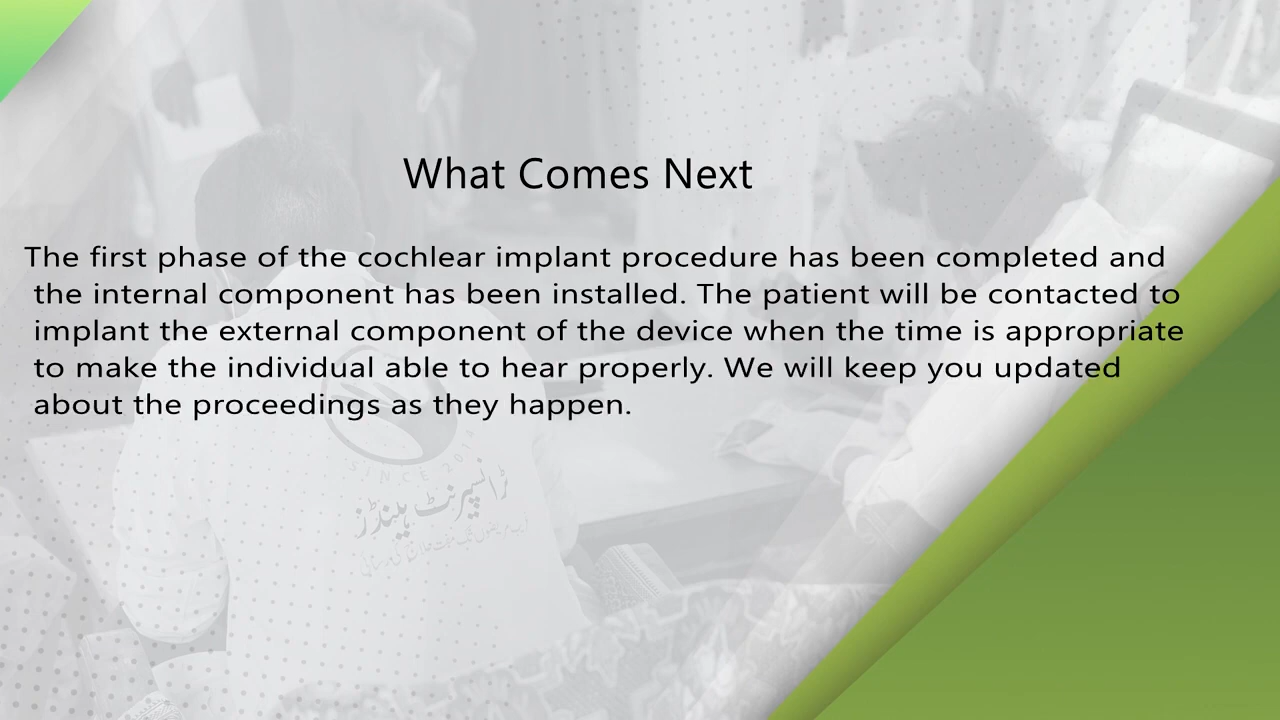 What Comes Next
The first phase of the cochlear implant procedure has been completed and
the internal component has been installed. The patient will be contacted to
implant the external component of the device when the time is appropriate
to make the individual able to hear properly. We will keep you updated
about the proceedings as they happen.
SINCE
ٹرانسپرنٹ ہینڈز